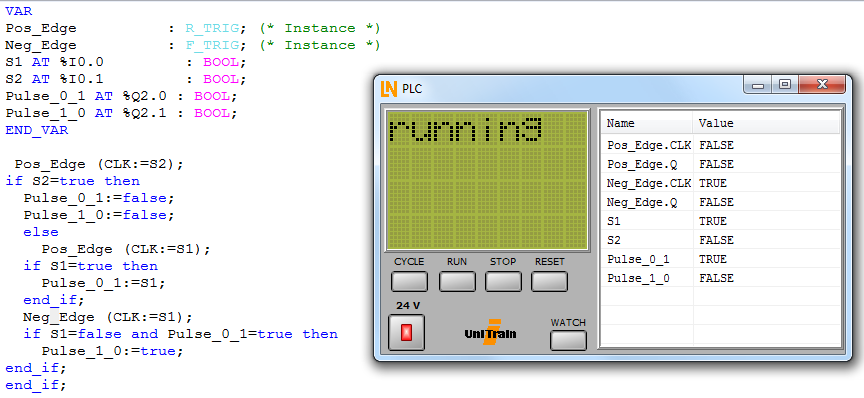 VAR
Pos_Edge : R_TRIG; (* Instance *)
Neg_Edge : F_TRIG; (* Instance *)
S1 AT %I0.0 : BOOL;
S2 AT %I0.1 : BOOL;
Pulse_0_1 AT %Q2.0 : BOOL;
Pulse_1_0 AT %Q2.1 : BOOL;
END_VAR
Pos_Edge (CLK:=S2);
if S2=true then
Pulse_0_1:=false;
Pulse_1_0:=false;
else
Pos_Edge (CLK:=S1);
if S1=true then
Pulse_0_1:=S1;
end_if;
Neg_Edge (CLK:=S1);
if S1=false and Pulse_0_1=true then
Pulse_1_0:=true;
end_if;
end_if;
LN PLC
running
CYCLE RUN STOP RESET
24 V
UniTrain
WATCH
Name Value
Pos_Edge.CLK FALSE
Pos_Edge.Q FALSE
Neg_Edge.CLK TRUE
Neg_Edge.Q FALSE
S1 TRUE
S2 FALSE
Pulse_0_1 TRUE
Pulse_1_0 FALSE